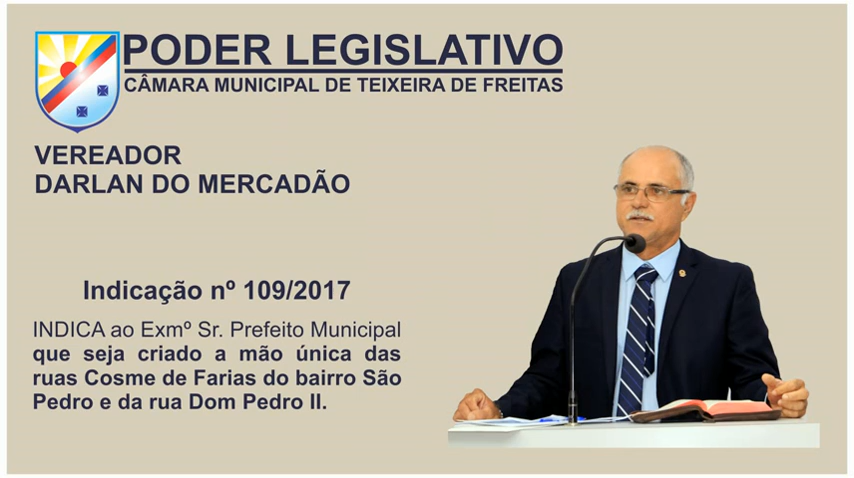 PODER LEGISLATIVO
CÂMARA MUNICIPAL DE TEIXEIRA DE FREITAS
VEREADOR
DARLAN DO MERCADÃO
Indicação nº 109/2017
INDICA ao Exmº Sr. Prefeito Municipal
que seja criado a mão única das
ruas Cosme de Farias do bairro São
Pedro e da rua Dom Pedro II.